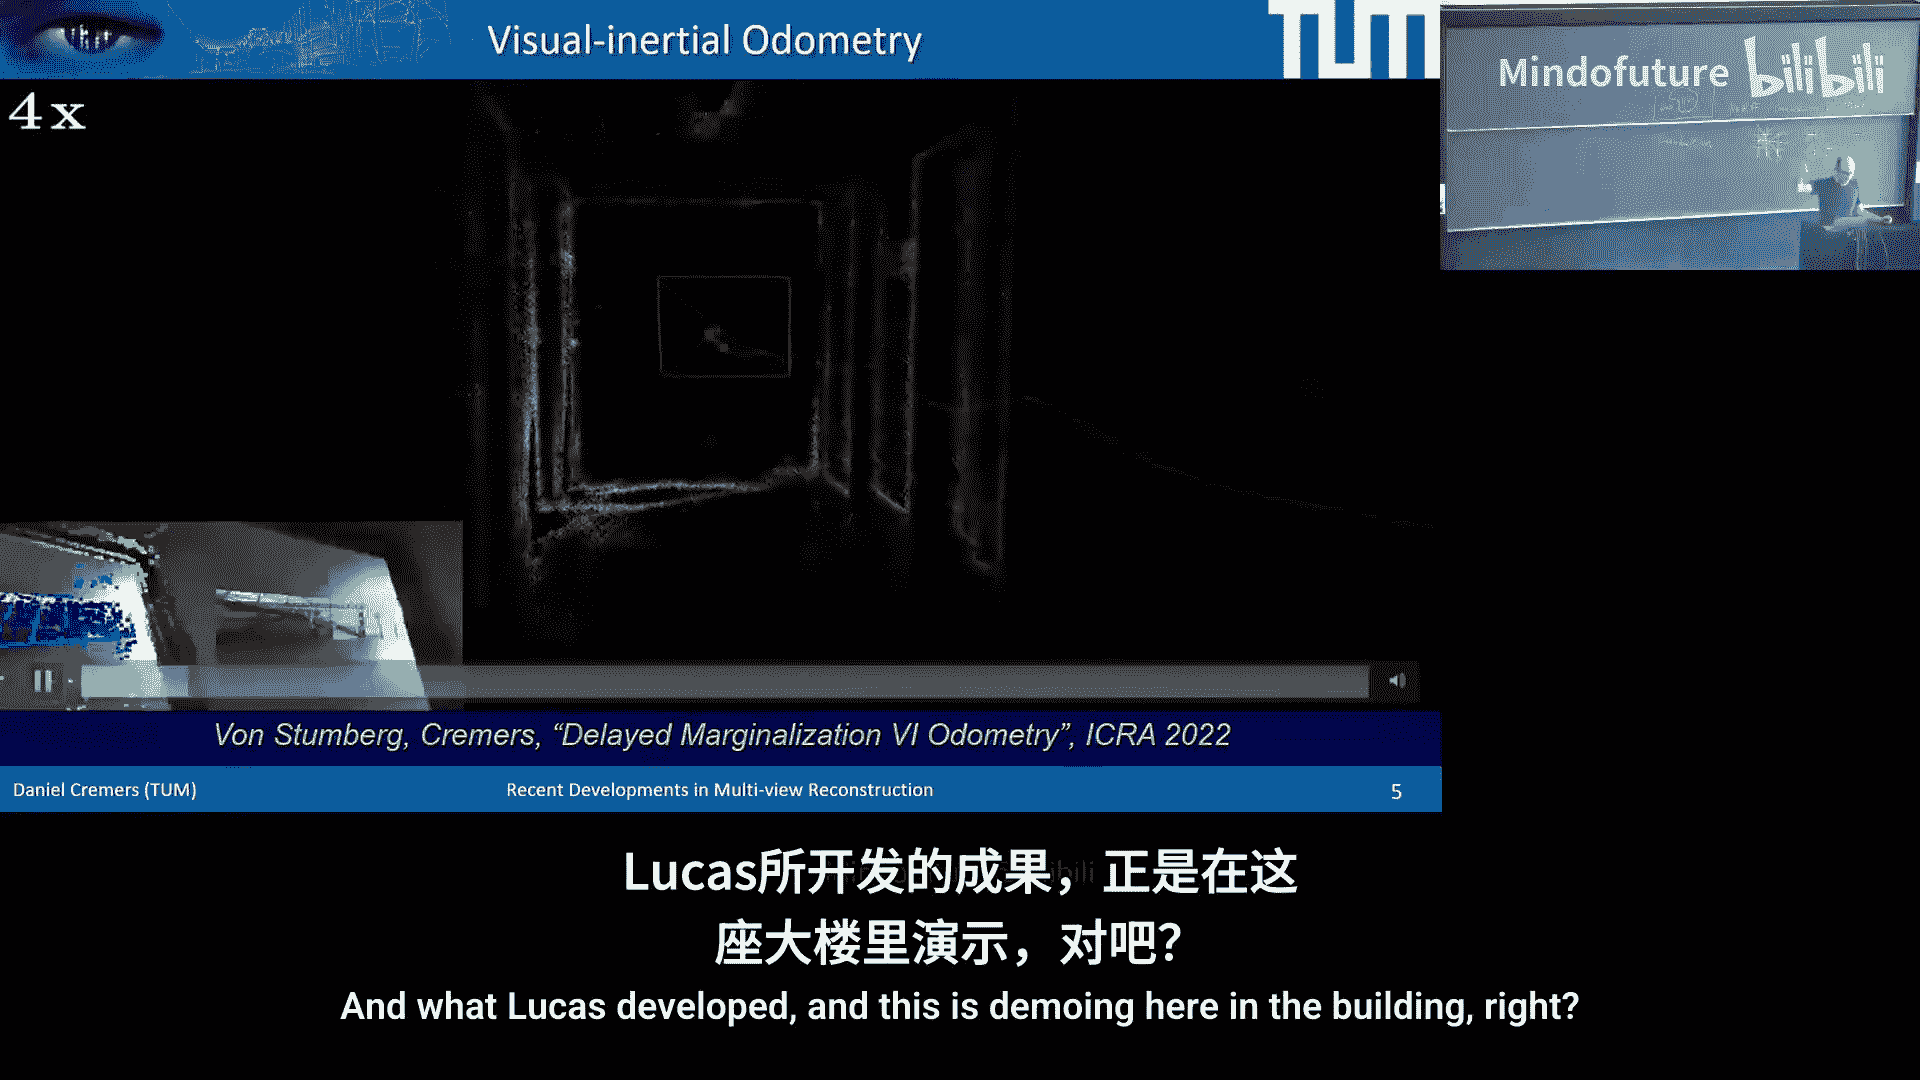 Visual-inertial Odometry
TUM
Mindofuture bilibili
4x
Von Stumberg, Cremers, “Delayed Marginalization VI Odometry”, ICRA 2022
Daniel Cremers (TUM)
Recent Developments in Multi-view Reconstruction
5
Lucas所开发的成果，正是在这
座大楼里演示，对吧？
And what Lucas developed, and this is demoing here in the building, right?